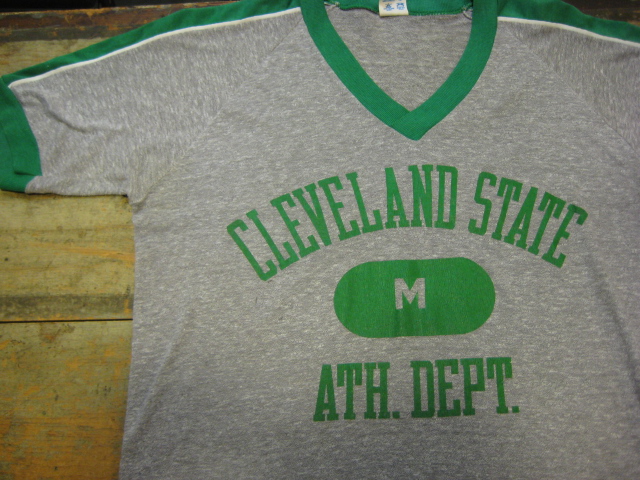 CLEVELAND STATE
M
ATH. DEPT.